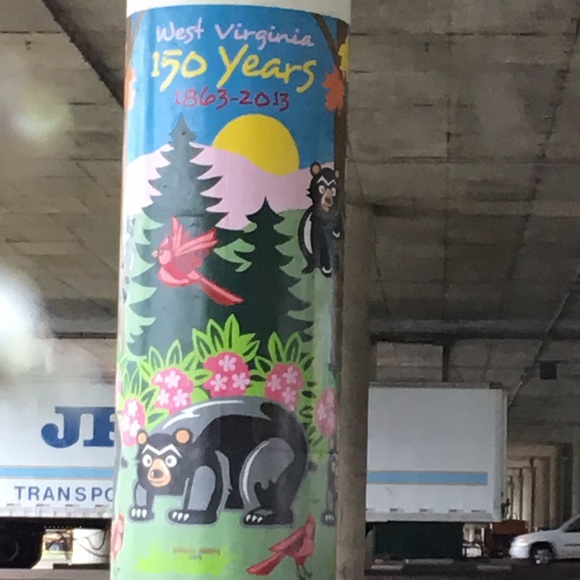 West Virginia
150 Years
1863-2013
TRANSPO